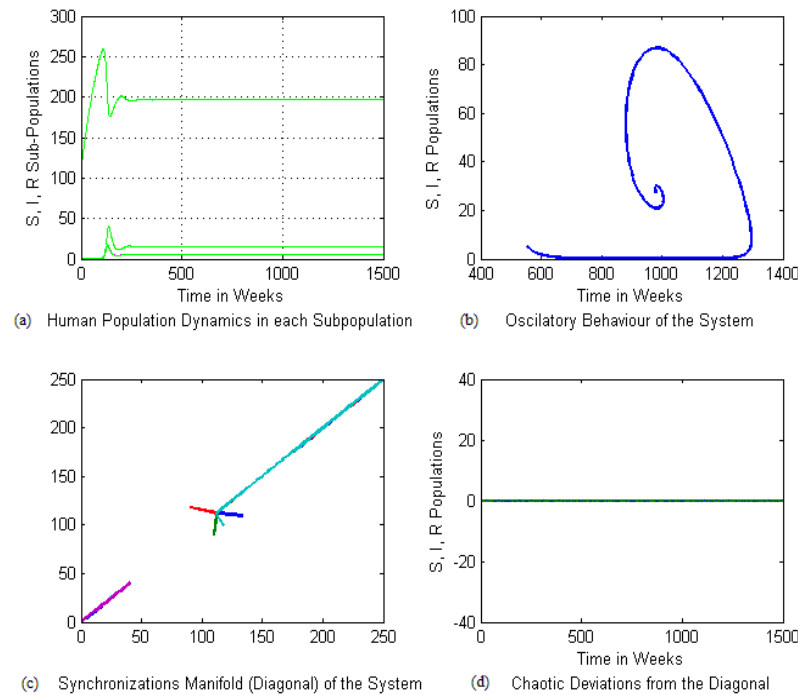 300
250
200
150
100
50
0
S, I, R Sub-Populations
0 500 1000 1500
Time in Weeks
(a) Human Population Dynamics in each Subpopulation
100
80
60
40
20
0
S, I, R Populations
400 600 800 1000 1200 1400
Time in Weeks
(b) Oscilatory Behaviour of the System
250
200
150
100
50
0
0 50 100 150 200 250
(c) Synchronizations Manifold (Diagonal) of the System
40
20
0
-20
-40
S, I, R Populations
0 500 1000 1500
Time in Weeks
(d) Chaotic Deviations from the Diagonal